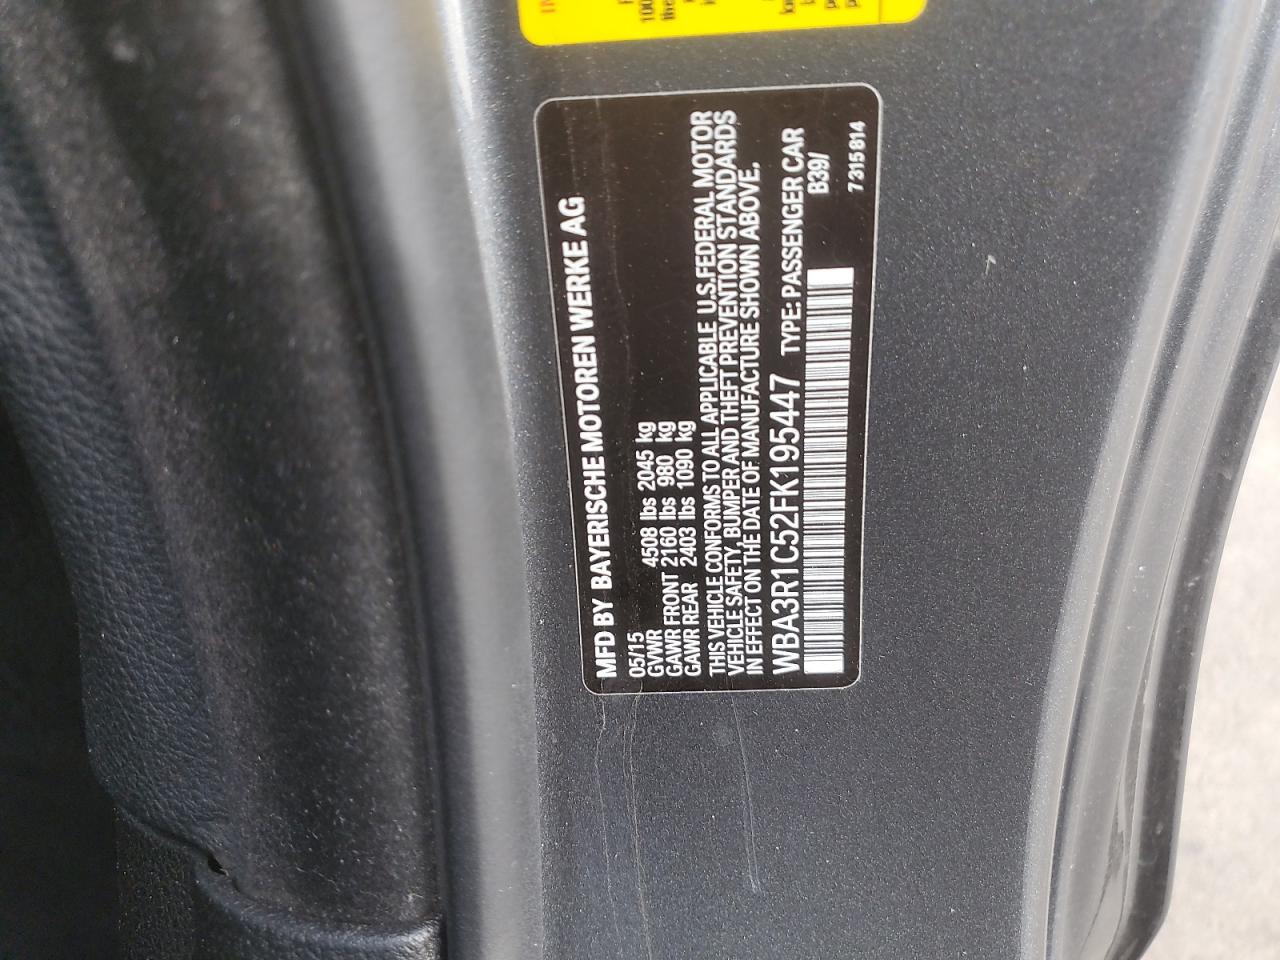 MFD BY BAYERISCHE MOTOREN WERKE AG
05/15
GVWR 4508 lbs 2045 kg
GAWR FRONT 2160 lbs 980 kg
GAWR REAR 2403 lbs 1090 kg
THIS VEHICLE CONFORMS TO ALL APPLICABLE U.S.FEDERAL MOTOR
VEHICLE SAFETY, BUMPER AND THEFT PREVENTION STANDARDS
IN EFFECT ON THE DATE OF MANUFACTURE SHOWN ABOVE.
WBA3R1C52FK195447 TYPE: PASSENGER CAR
B39/
7315814